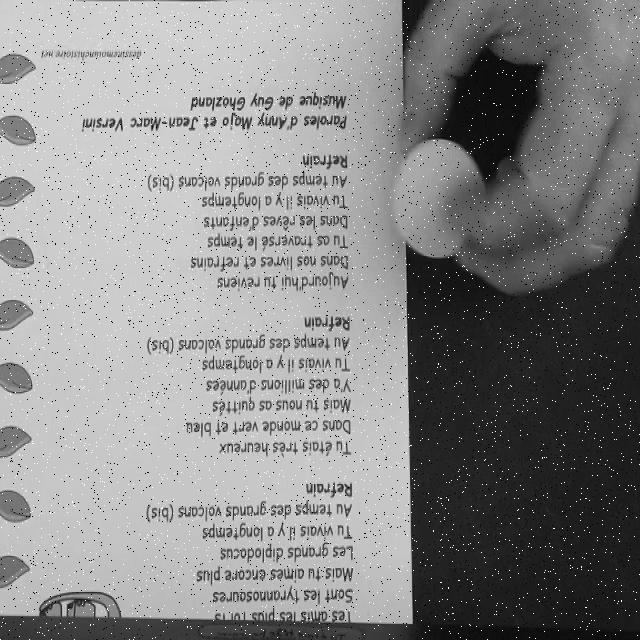 Tes amis les plus forts
Sont les tyrannosaures
Mais tu aimes encore plus
Les grands diplodocus
Tu vivais il y a longtemps
Au temps des grands volcans (bis)
Refrain
Tu étais très heureux
Dans ce monde vert et bleu
Mais tu nous as quittés
Y'a des millions d'années
Tu vivais il y a longtemps
Au temps des grands volcans (bis)
Refrain
Aujourd'hui tu reviens
Dans nos livres et refrains
Tu as traversé le temps
Dans les rêves d'enfants
Tu vivais il y a longtemps
Au temps des grands volcans (bis)
Refrain
Paroles d'Anny Majo et Jean-Marc Versini
Musique de Guy Ghozland
dessinemoiunehistoire.net